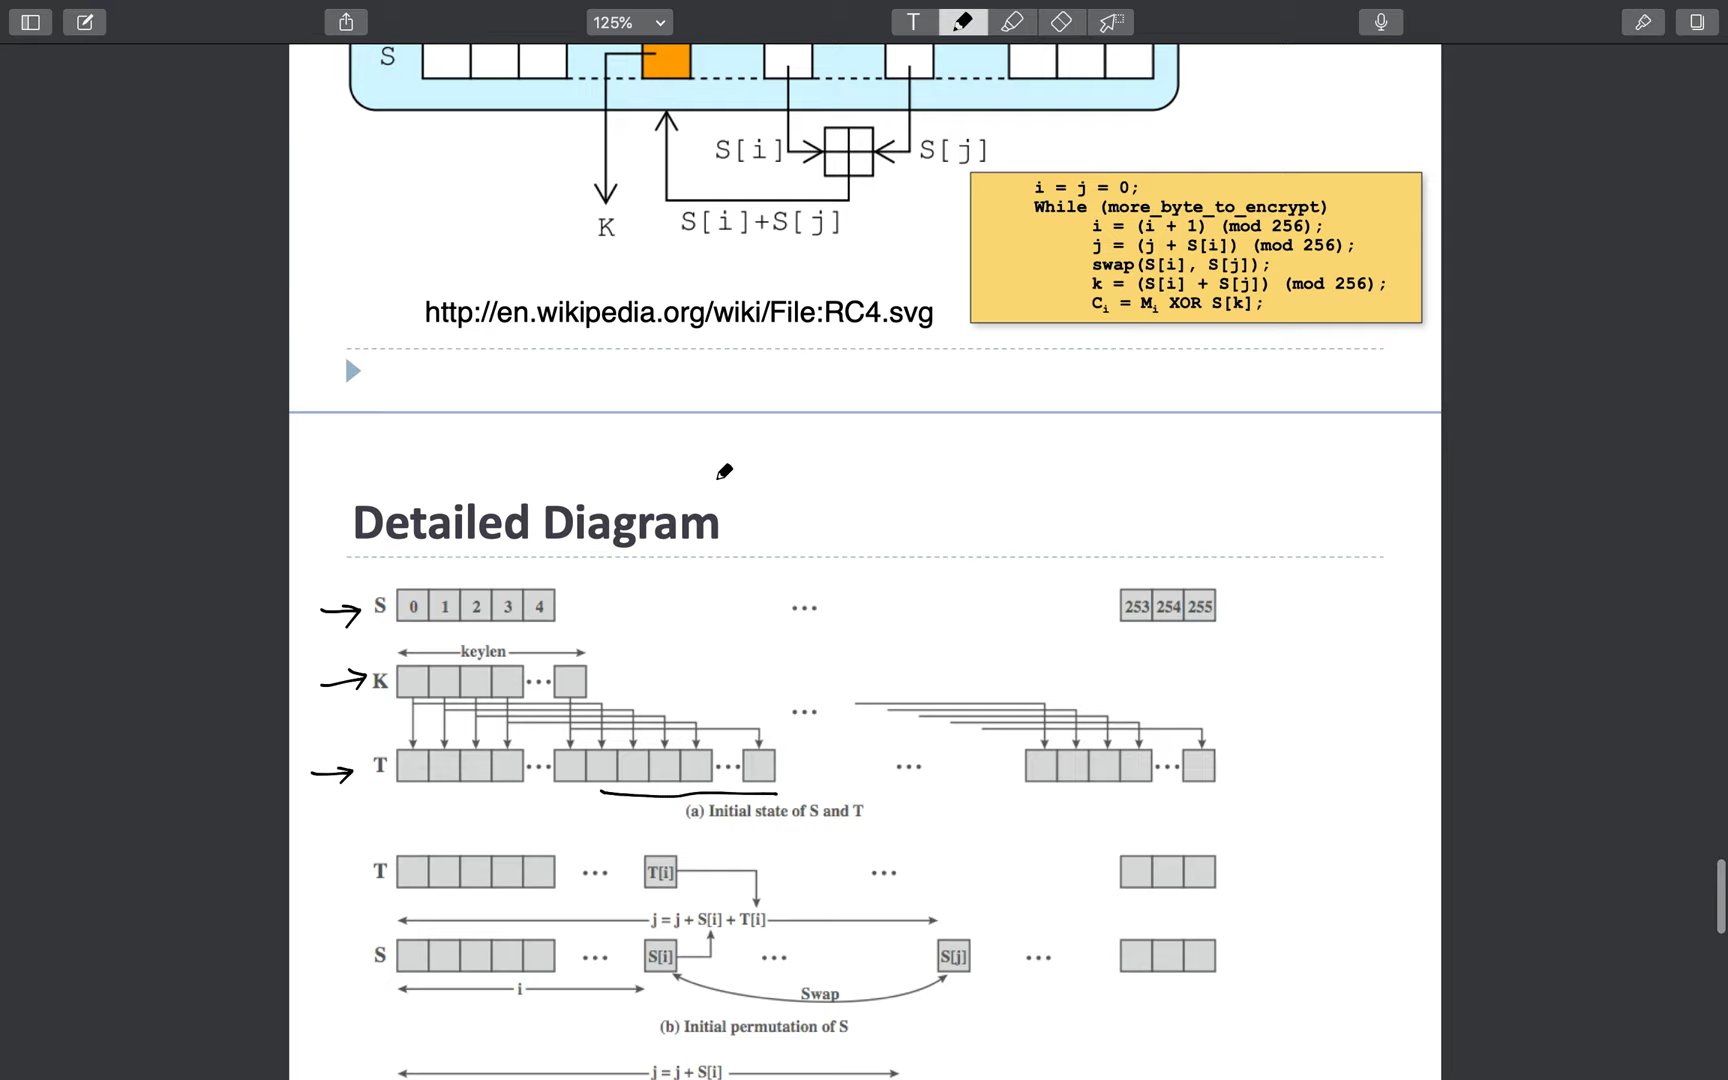 125%
T
S
S[i]
S[j]
K
S[i]+S[j]
i = j = 0;
While (more_byte_to_encrypt)
i = (i + 1) (mod 256);
j = (j + S[i]) (mod 256);
swap(S[i], S[j]);
k = (S[i] + S[j]) (mod 256);
Ci = Mi XOR S[k];
http://en.wikipedia.org/wiki/File:RC4.svg
Detailed Diagram
S 0 1 2 3 4 ... 253 254 255
keylen
K ... ...
T ... ... ... ...
(a) Initial state of S and T
T ... T[i] ...
j = j + S[i] + T[i]
S ... S[i] ... S[j] ...
i
Swap
(b) Initial permutation of S
j = j + S[i]